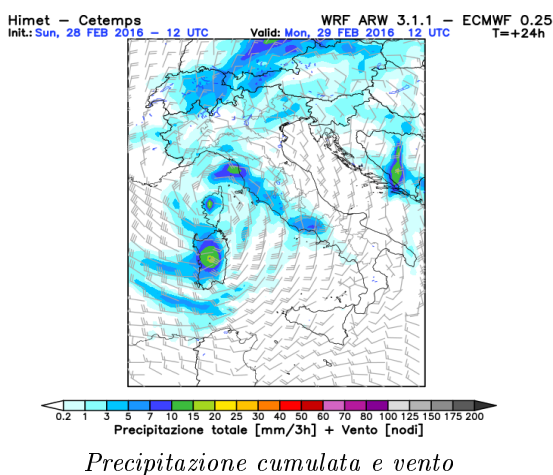 Himet – Cetemps WRF ARW 3.1.1 – ECMWF 0.25
Init.: Sun, 28 FEB 2016 – 12 UTC Valid: Mon, 29 FEB 2016 12 UTC T=+24h
0.2 1 3 5 7 10 15 20 25 30 40 50 60 70 80 100 125 150 175 200
Precipitazione totale [mm/3h] + Vento [nodi]
Precipitazione cumulata e vento